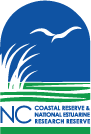 NC COASTAL RESERVE &
NATIONAL ESTUARINE
RESEARCH RESERVE